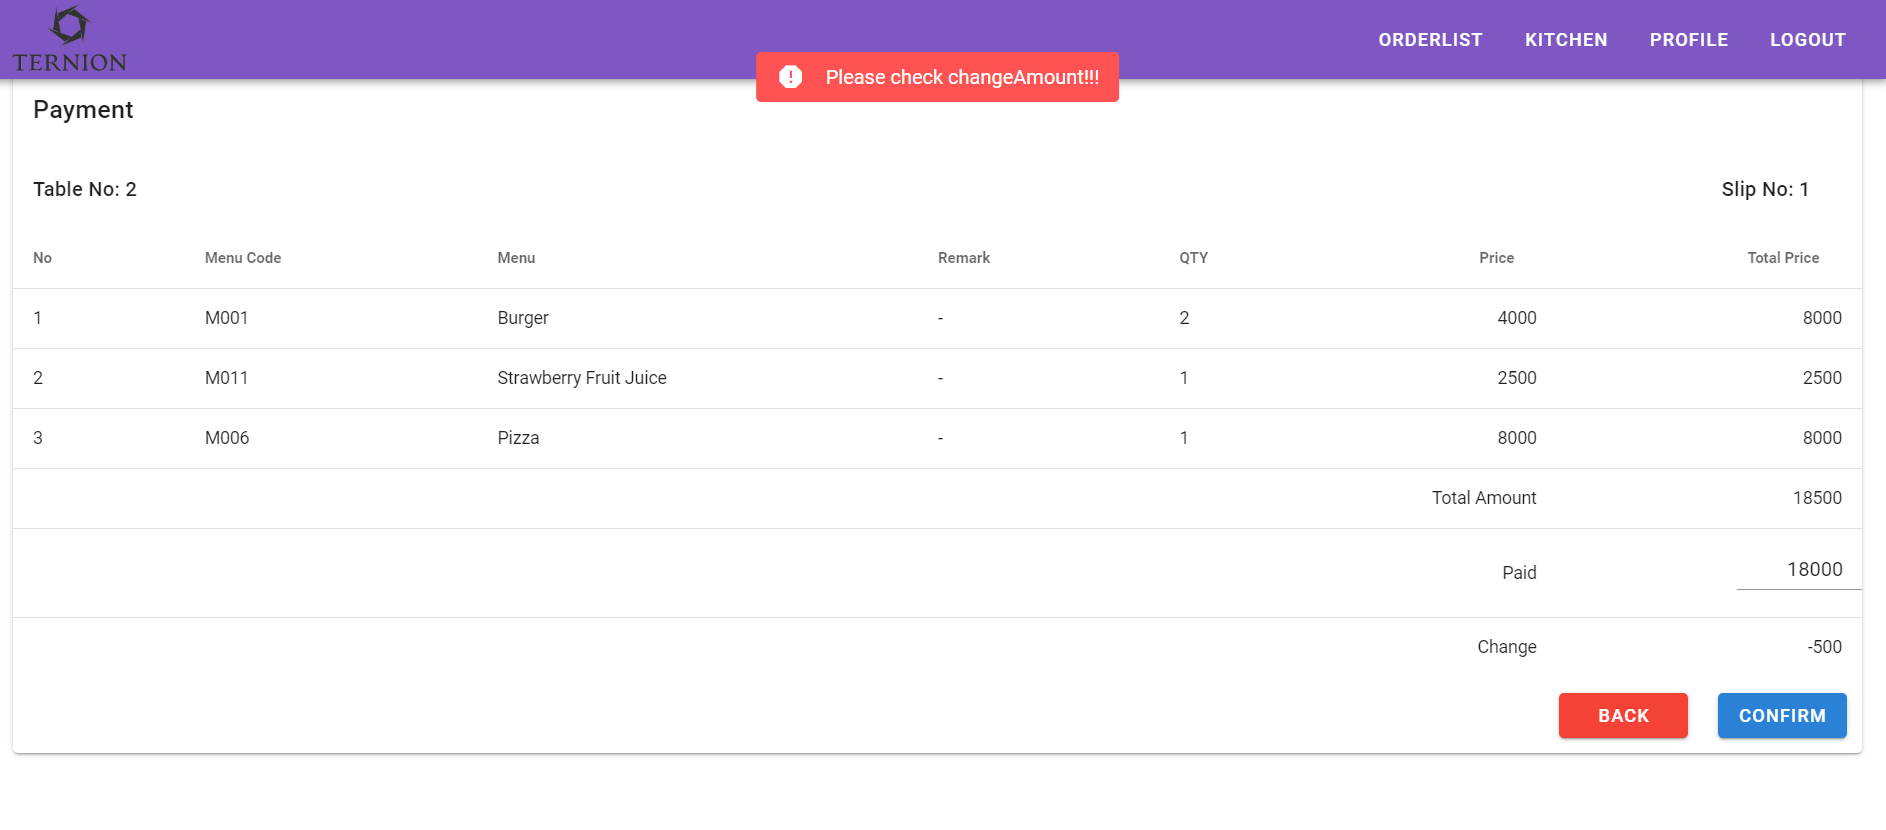 TERNION
ORDERLIST KITCHEN PROFILE LOGOUT
Please check changeAmount!!!
Payment
Table No: 2 Slip No: 1
No Menu Code Menu Remark QTY Price Total Price
1 M001 Burger - 2 4000 8000
2 M011 Strawberry Fruit Juice - 1 2500 2500
3 M006 Pizza - 1 8000 8000
Total Amount 18500
Paid 18000
Change -500
BACK CONFIRM